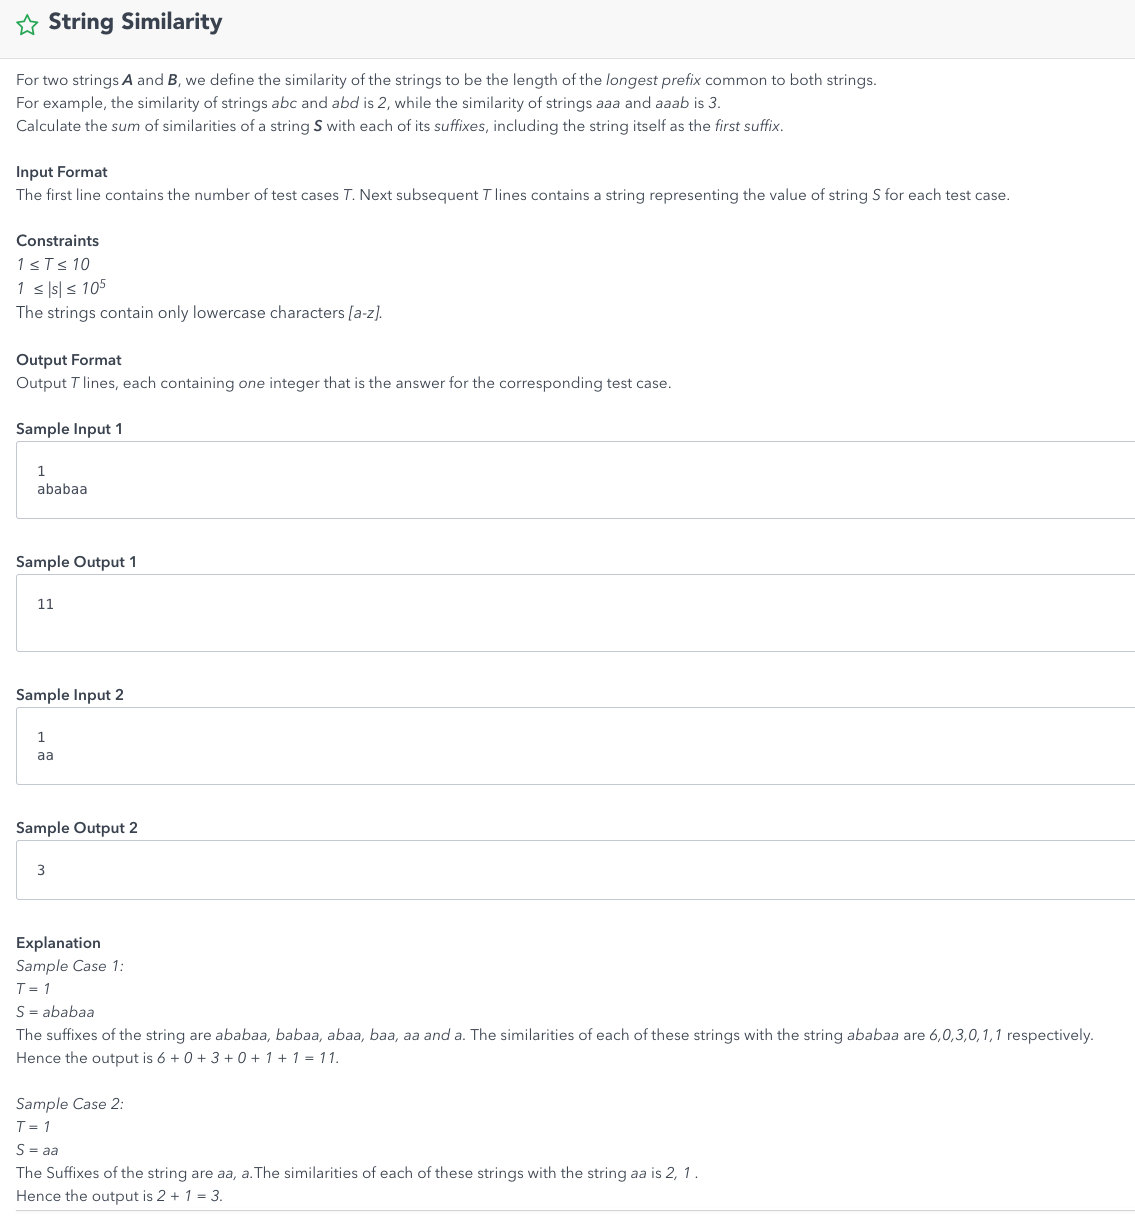 String Similarity
For two strings A and B, we define the similarity of the strings to be the length of the longest prefix common to both strings.
For example, the similarity of strings abc and abd is 2, while the similarity of strings aaa and aaab is 3.
Calculate the sum of similarities of a string S with each of its suffixes, including the string itself as the first suffix.
Input Format
The first line contains the number of test cases T. Next subsequent T lines contains a string representing the value of string S for each test case.
Constraints
1 ≤ T ≤ 10
1 ≤ |s| ≤ 10⁵
The strings contain only lowercase characters [a-z].
Output Format
Output T lines, each containing one integer that is the answer for the corresponding test case.
Sample Input 1
1
ababaa
Sample Output 1
11
Sample Input 2
1
aa
Sample Output 2
3
Explanation
Sample Case 1:
T = 1
S = ababaa
The suffixes of the string are ababaa, babaa, abaa, baa, aa and a. The similarities of each of these strings with the string ababaa are 6,0,3,0,1,1 respectively.
Hence the output is 6 + 0 + 3 + 0 + 1 + 1 = 11.
Sample Case 2:
T = 1
S = aa
The Suffixes of the string are aa, a.The similarities of each of these strings with the string aa is 2, 1 .
Hence the output is 2 + 1 = 3.